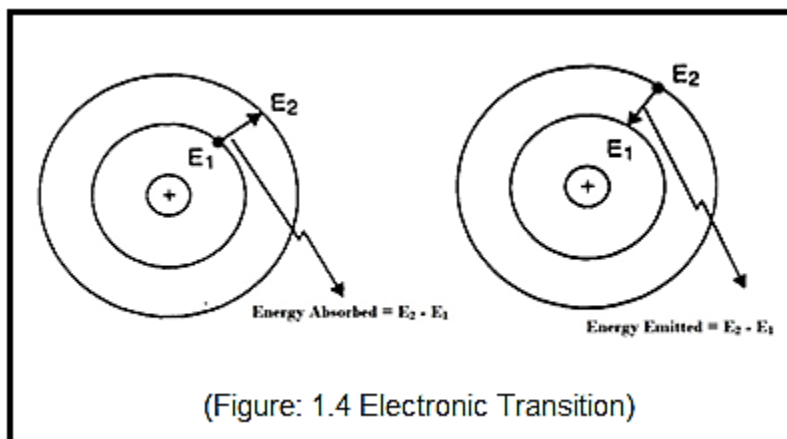 E₂
E₁
+
Energy Absorbed = E₂ - E₁
E₂
E₁
+
Energy Emitted = E₂ - E₁
(Figure: 1.4 Electronic Transition)